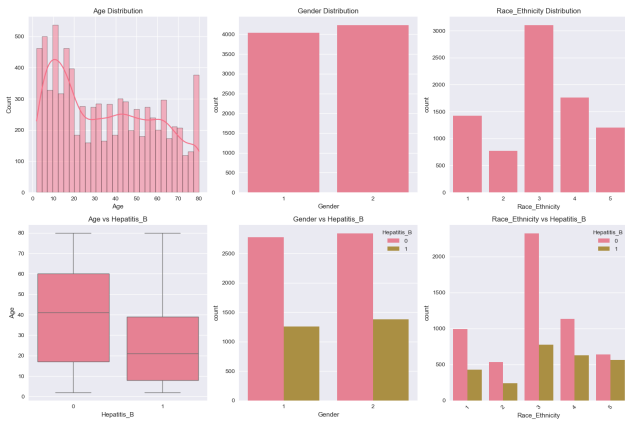 Age Distribution
Count
500
400
300
200
100
0
0 10 20 30 40 50 60 70 80
Age
Gender Distribution
count
4000
3500
3000
2500
2000
1500
1000
500
0
1 2
Gender
Race_Ethnicity Distribution
count
3000
2500
2000
1500
1000
500
0
1 2 3 4 5
Race_Ethnicity
Age vs Hepatitis_B
Age
80
70
60
50
40
30
20
10
0
0 1
Hepatitis_B
Gender vs Hepatitis_B
Hepatitis_B
0
1
count
2500
2000
1500
1000
500
0
1 2
Gender
Race_Ethnicity vs Hepatitis_B
Hepatitis_B
0
1
count
2000
1500
1000
500
0
1 2 3 4 5
Race_Ethnicity